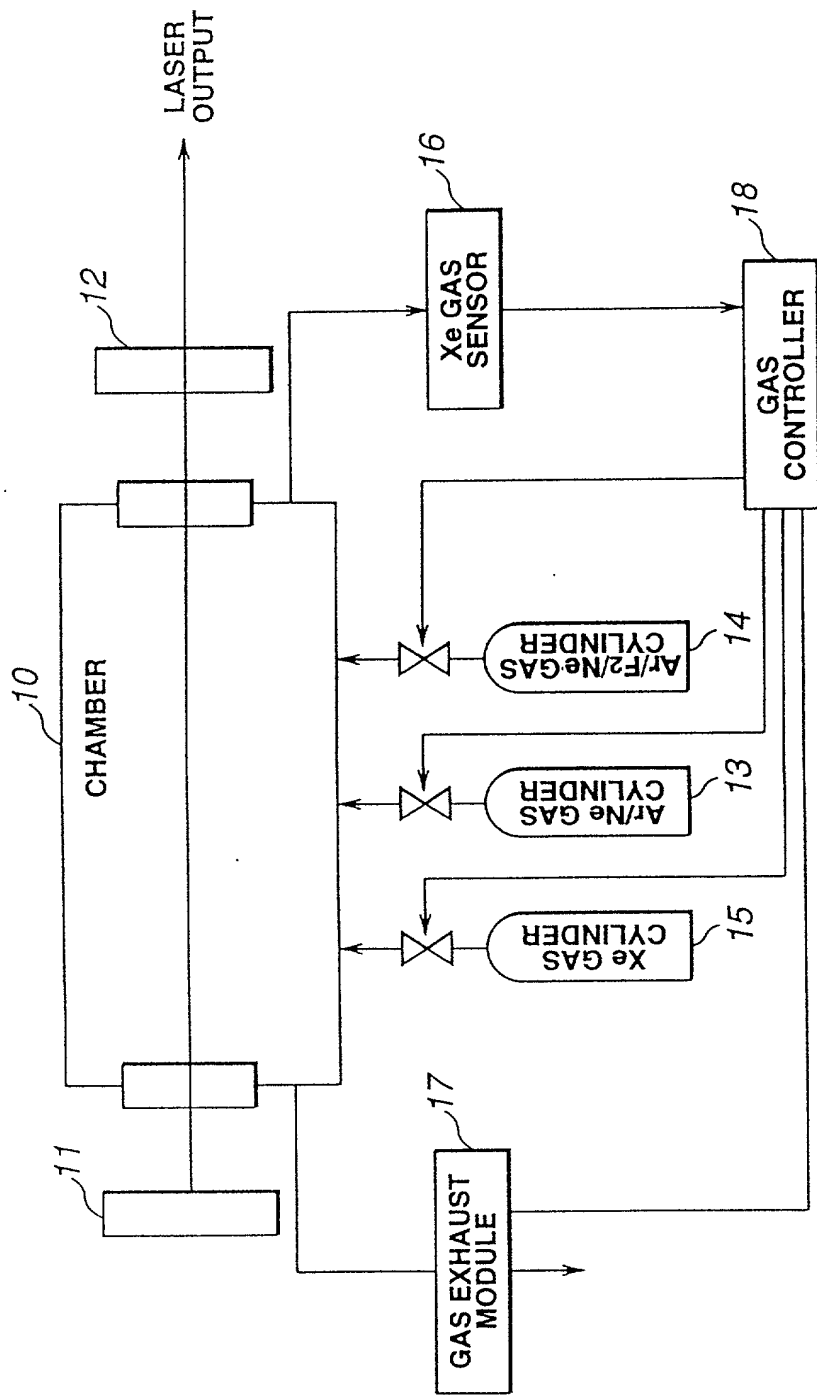 LASER
OUTPUT
10
CHAMBER
11
12
16
Xe GAS
SENSOR
18
GAS
CONTROLLER
Ar/F2/Ne GAS
CYLINDER
14
Ar/Ne GAS
CYLINDER
13
Xe GAS
CYLINDER
15
17
GAS EXHAUST
MODULE